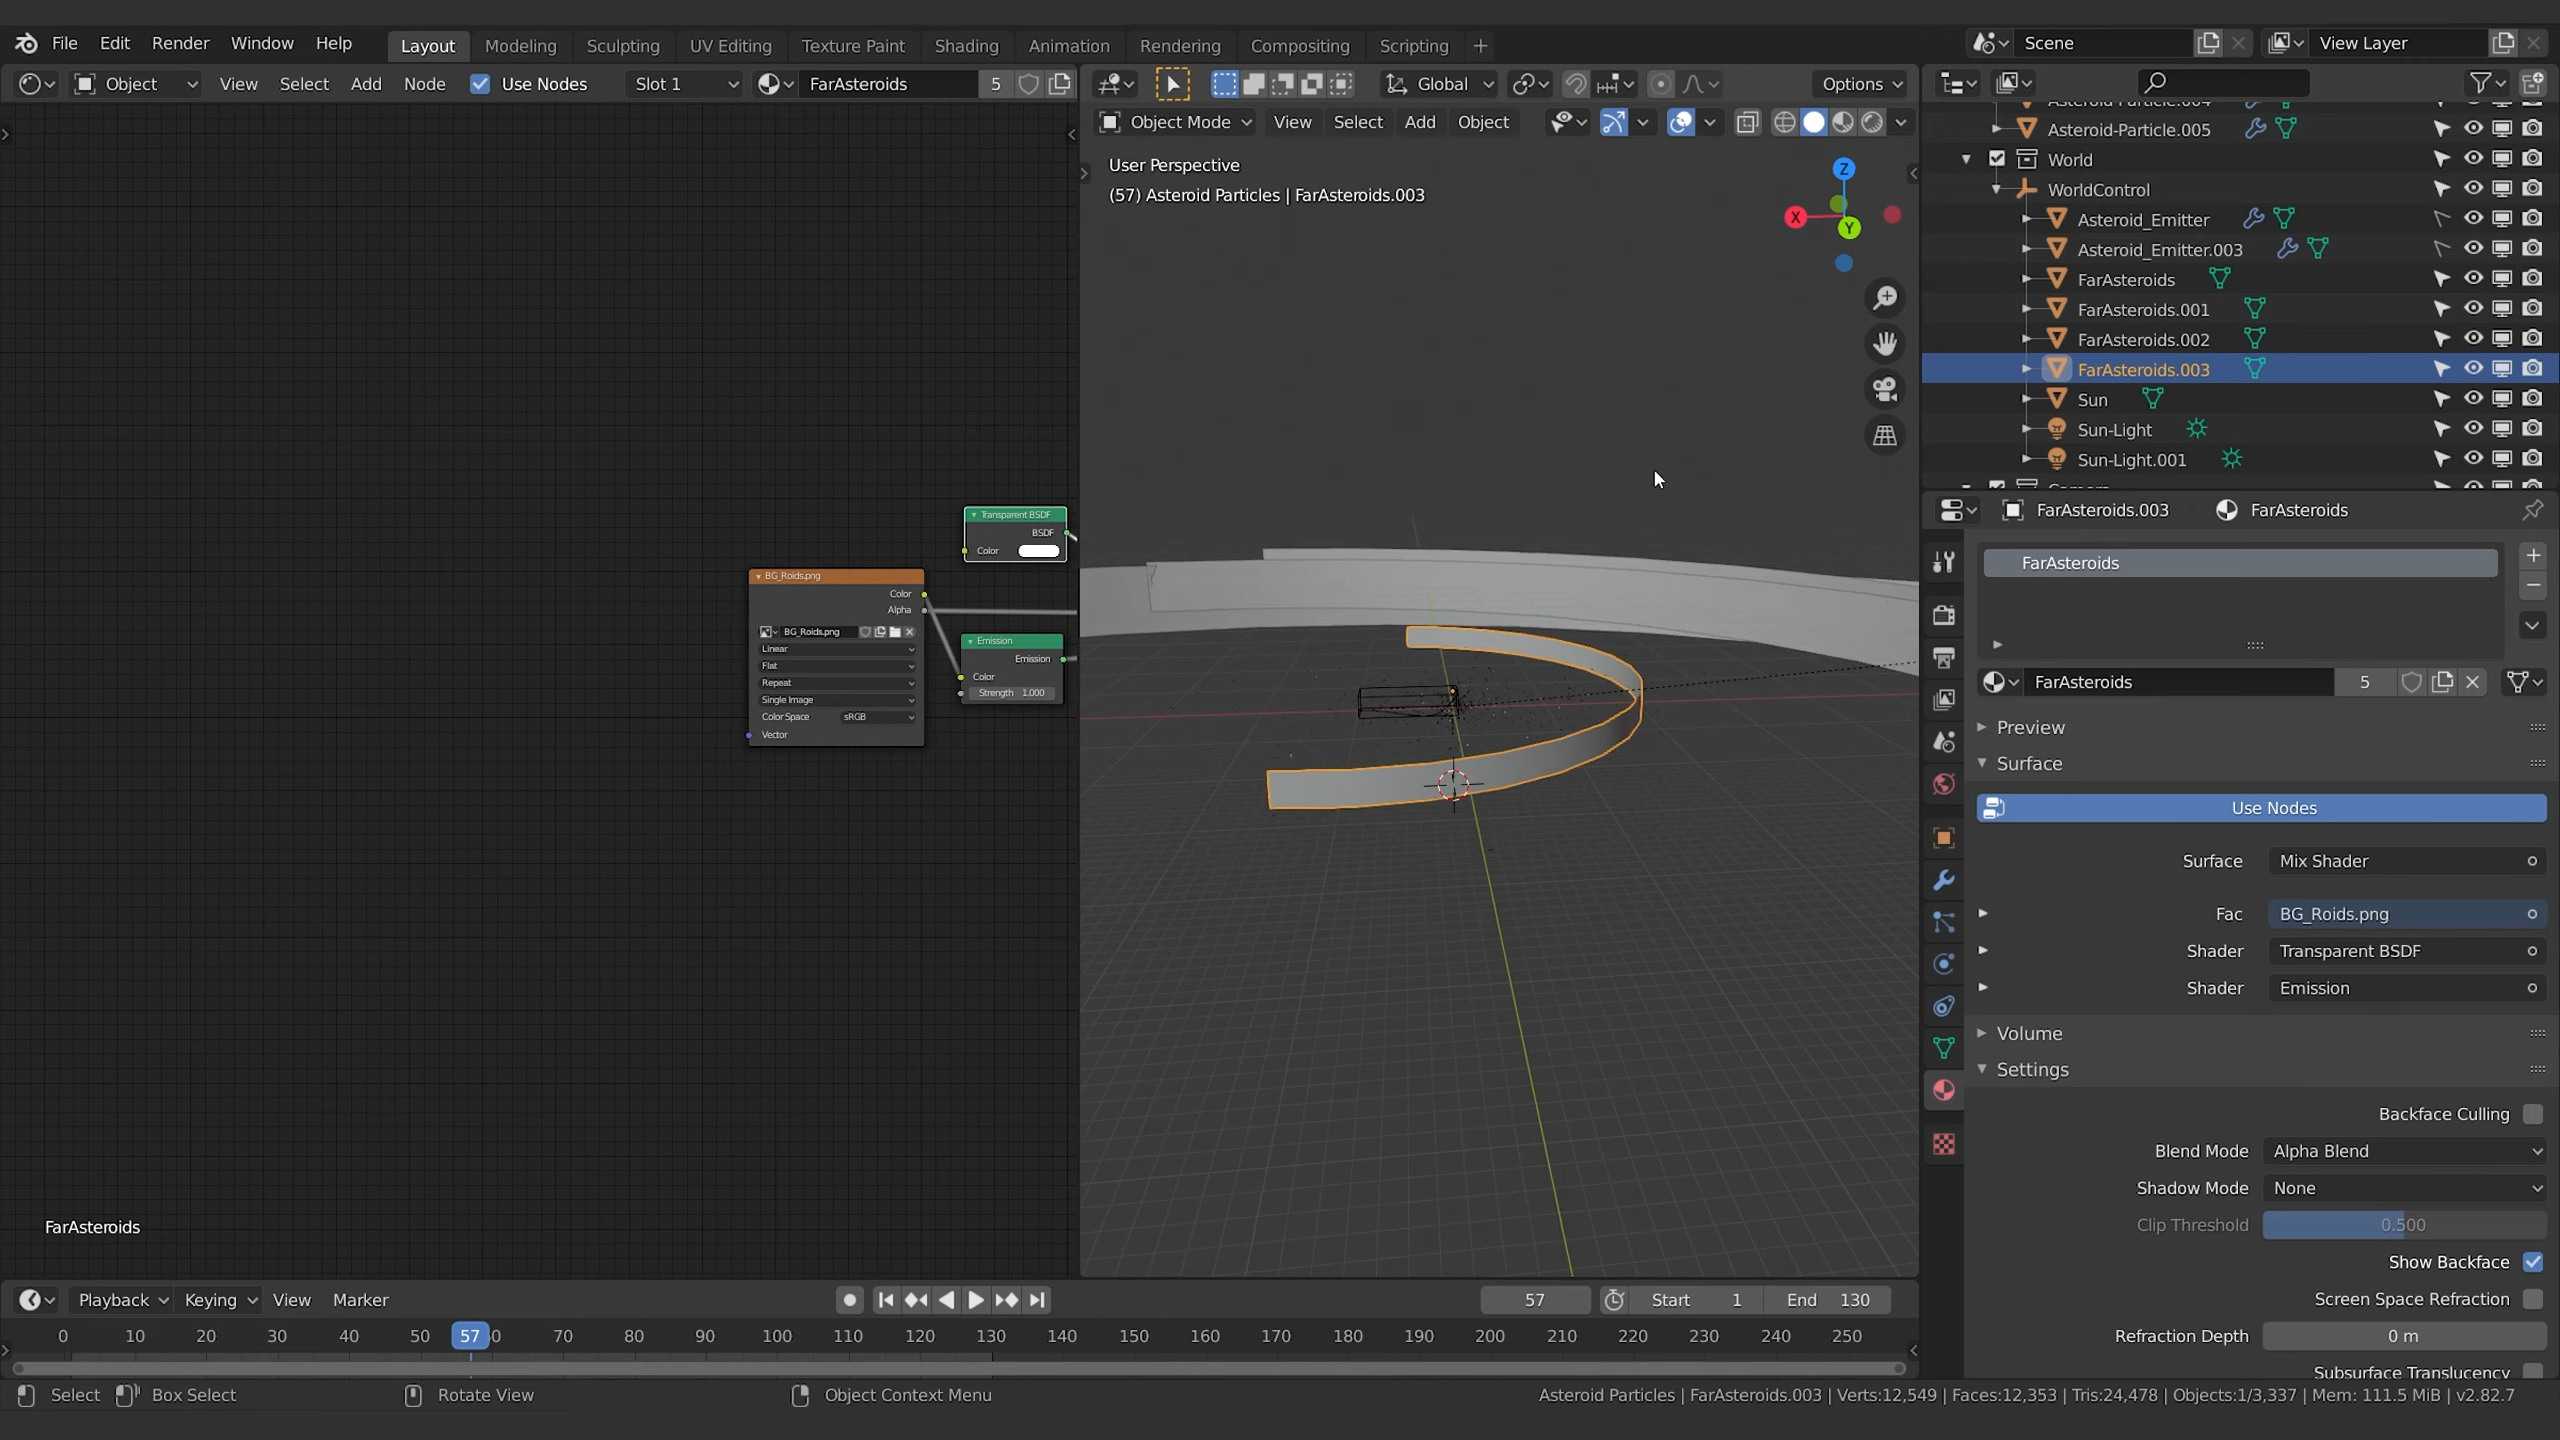 File Edit Render Window Help Layout Modeling Sculpting UV Editing Texture Paint Shading Animation Rendering Compositing Scripting +
Scene
View Layer
Object View Select Add Node Use Nodes Slot 1 FarAsteroids 5
Global
Options
Object Mode View Select Add Object
User Perspective
(57) Asteroid Particles | FarAsteroids.003
Z
X
Y
Transparent BSDF
BSDF
Color
BG_Roids.png
Color
Alpha
BG_Roids.png
Linear
Flat
Repeat
Single Image
Color Space sRGB
Vector
Emission
Emission
Color
Strength 1.000
FarAsteroids
Asteroid-Particle.004
Asteroid-Particle.005
World
WorldControl
Asteroid_Emitter
Asteroid_Emitter.003
FarAsteroids
FarAsteroids.001
FarAsteroids.002
FarAsteroids.003
Sun
Sun-Light
Sun-Light.001
FarAsteroids.003 FarAsteroids
FarAsteroids
FarAsteroids 5
Preview
Surface
Use Nodes
Surface Mix Shader
Fac BG_Roids.png
Shader Transparent BSDF
Shader Emission
Volume
Settings
Backface Culling
Blend Mode Alpha Blend
Shadow Mode None
Clip Threshold 0.500
Show Backface
Screen Space Refraction
Refraction Depth 0 m
Subsurface Translucency
Playback Keying View Marker
57 Start 1 End 130
0 10 20 30 40 50 57 70 80 90 100 110 120 130 140 150 160 170 180 190 200 210 220 230 240 250
Select Box Select Rotate View Object Context Menu
Asteroid Particles | FarAsteroids.003 | Verts:12,549 | Faces:12,353 | Tris:24,478 | Objects:1/3,337 | Mem: 111.5 MiB | v2.82.7